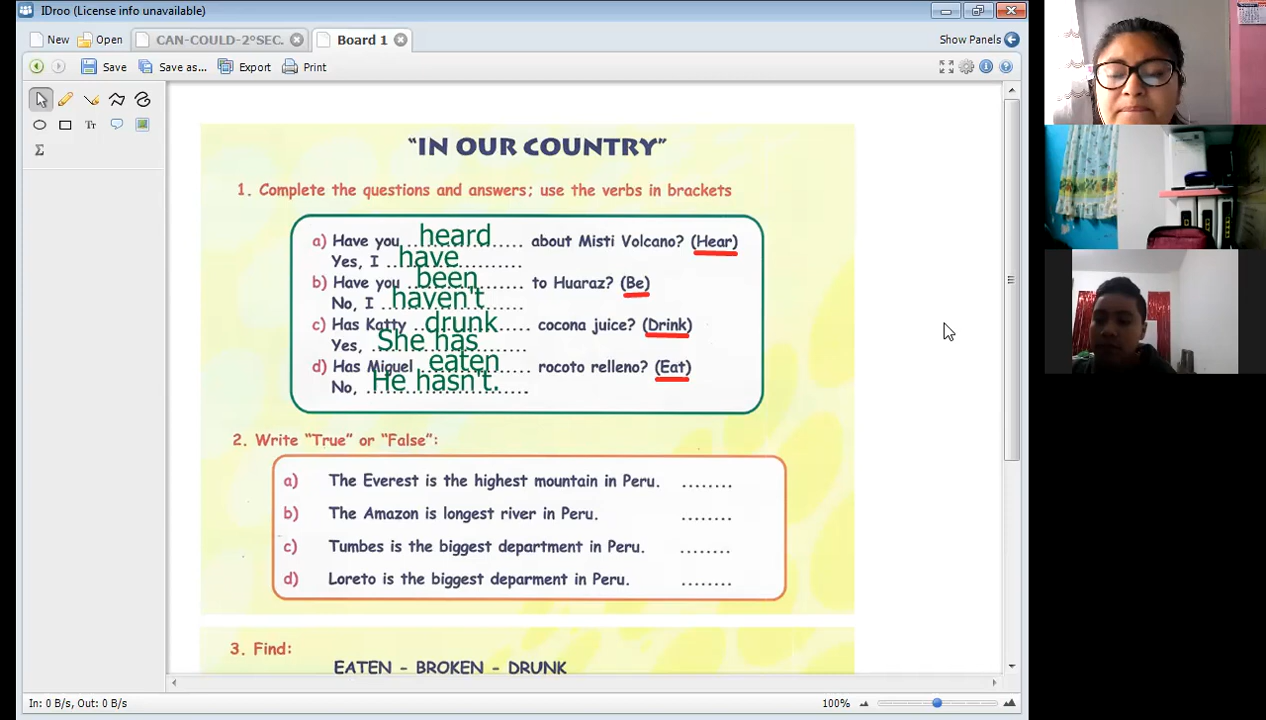 IDroo (License info unavailable)
New Open CAN-COULD-2°SEC. Board 1 Show Panels
Save Save as... Export Print
Tr
Σ
"IN OUR COUNTRY"
1. Complete the questions and answers; use the verbs in brackets
a) Have you ...heard..... about Misti Volcano? (Hear)
Yes, I ...have..........
b) Have you ...been....... to Huaraz? (Be)
No, I ...haven't......
c) Has Katty ...drunk..... cocona juice? (Drink)
Yes, ...She has........
d) Has Miguel ...eaten..... rocoto relleno? (Eat)
No, ...He hasn't......
2. Write "True" or "False":
a) The Everest is the highest mountain in Peru. ........
b) The Amazon is longest river in Peru. ........
c) Tumbes is the biggest department in Peru. ........
d) Loreto is the biggest deparment in Peru. ........
3. Find:
EATEN - BROKEN - DRUNK
In: 0 B/s, Out: 0 B/s 100%